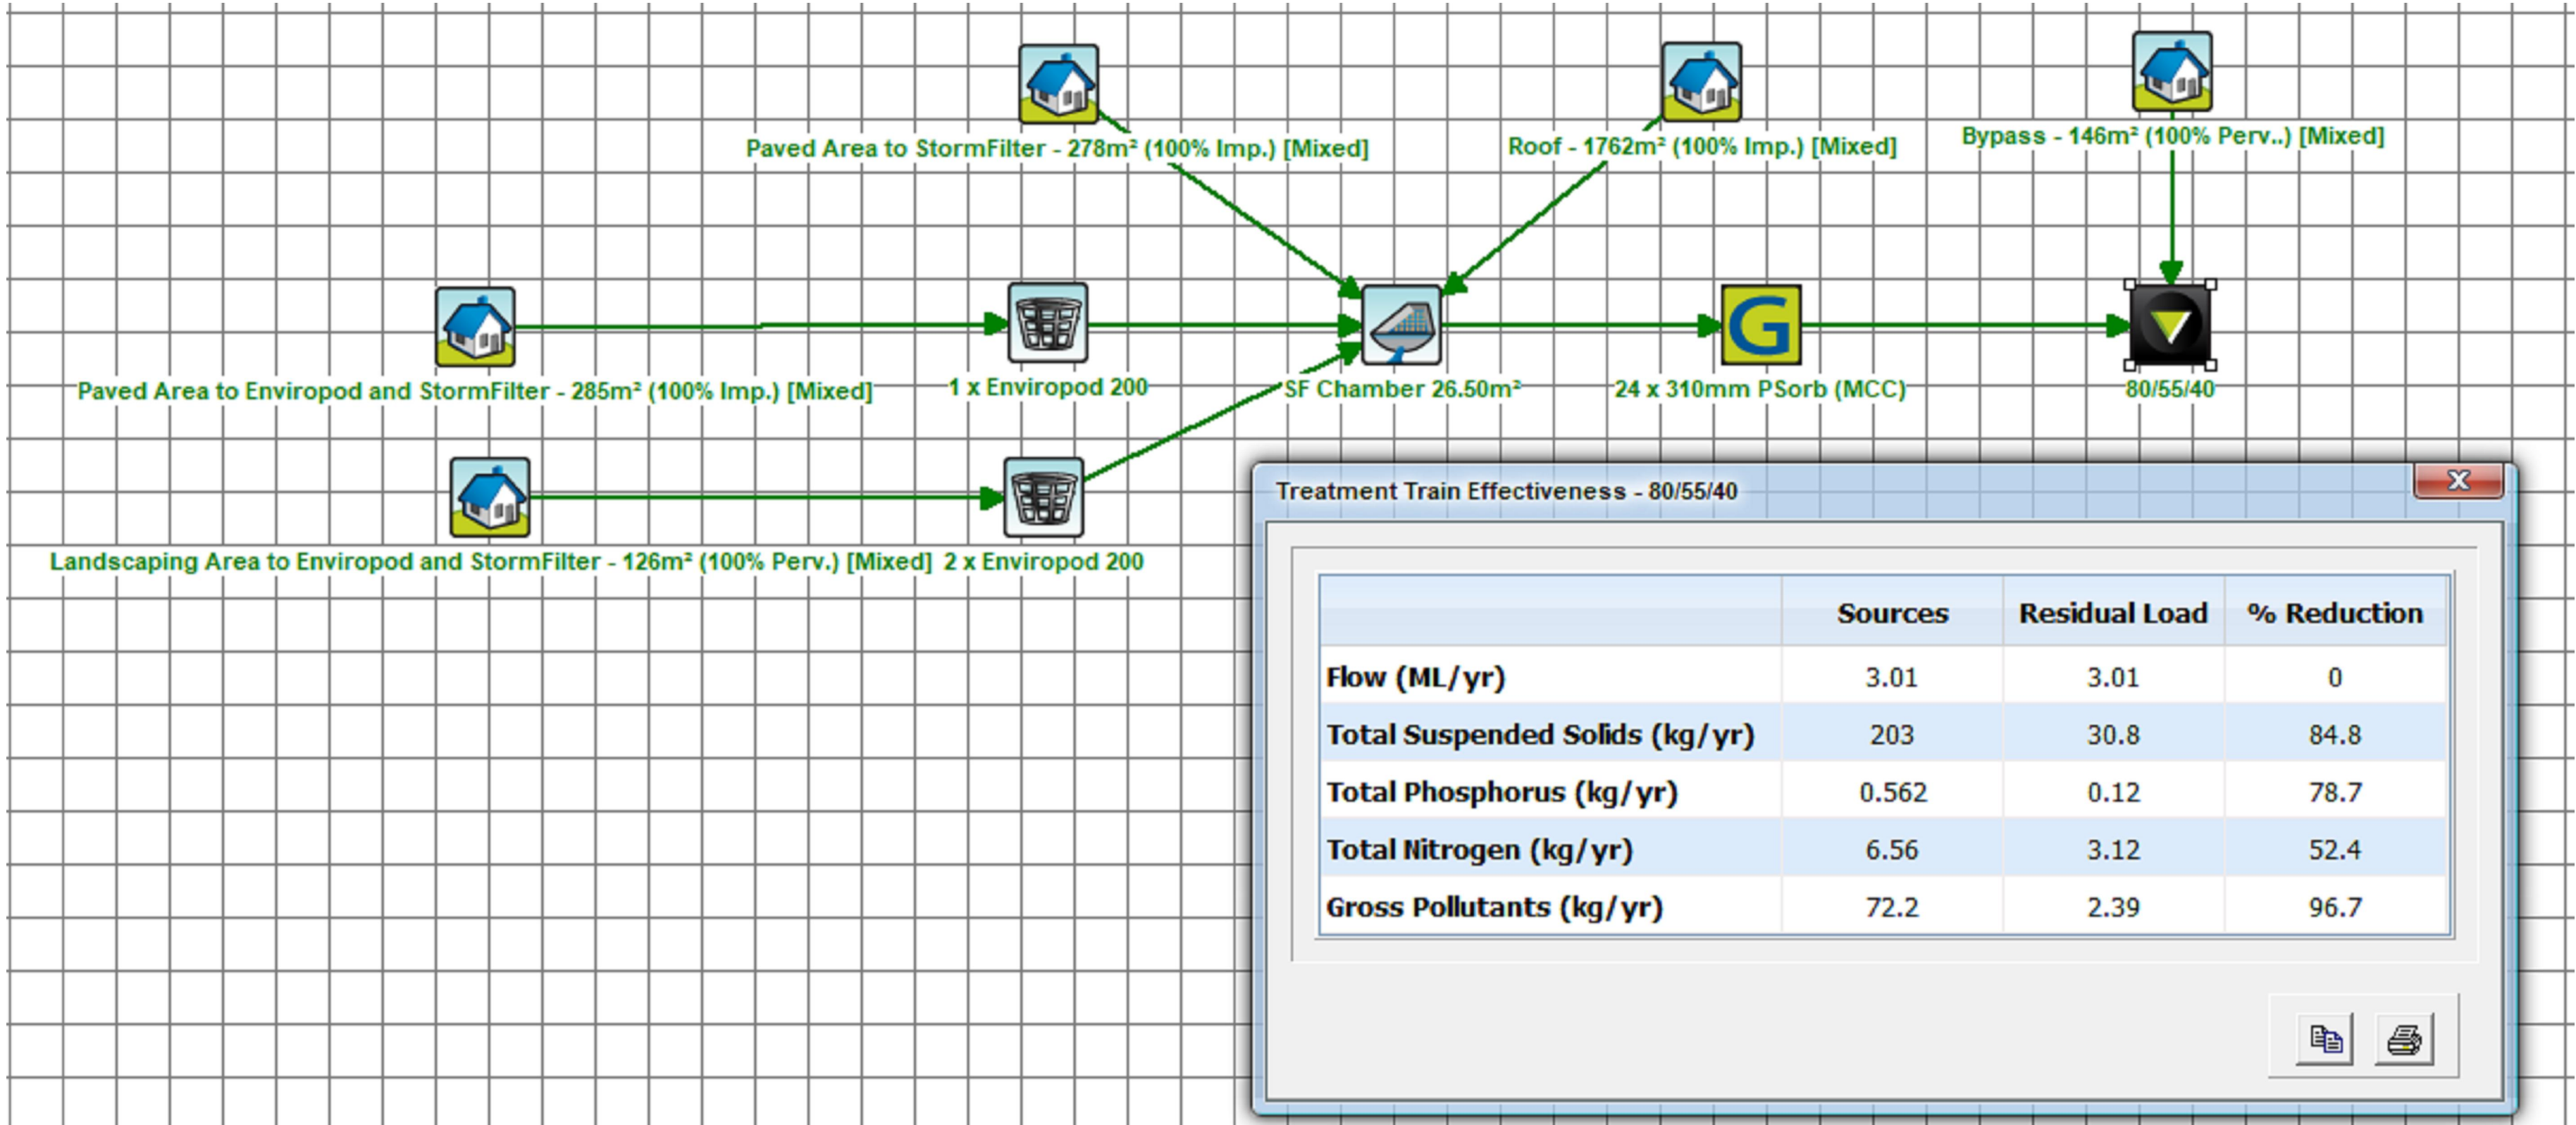 Paved Area to StormFilter - 278m² (100% Imp.) [Mixed]
Roof - 1762m² (100% Imp.) [Mixed]
Bypass - 146m² (100% Perv..) [Mixed]
G
Paved Area to Enviropod and StormFilter - 285m² (100% Imp.) [Mixed]
1 x Enviropod 200
SF Chamber 26.50m²
24 x 310mm PSorb (MCC)
80/55/40
Landscaping Area to Enviropod and StormFilter - 126m² (100% Perv.) [Mixed]
2 x Enviropod 200
Treatment Train Effectiveness - 80/55/40
X
Sources Residual Load % Reduction
Flow (ML/yr) 3.01 3.01 0
Total Suspended Solids (kg/yr) 203 30.8 84.8
Total Phosphorus (kg/yr) 0.562 0.12 78.7
Total Nitrogen (kg/yr) 6.56 3.12 52.4
Gross Pollutants (kg/yr) 72.2 2.39 96.7